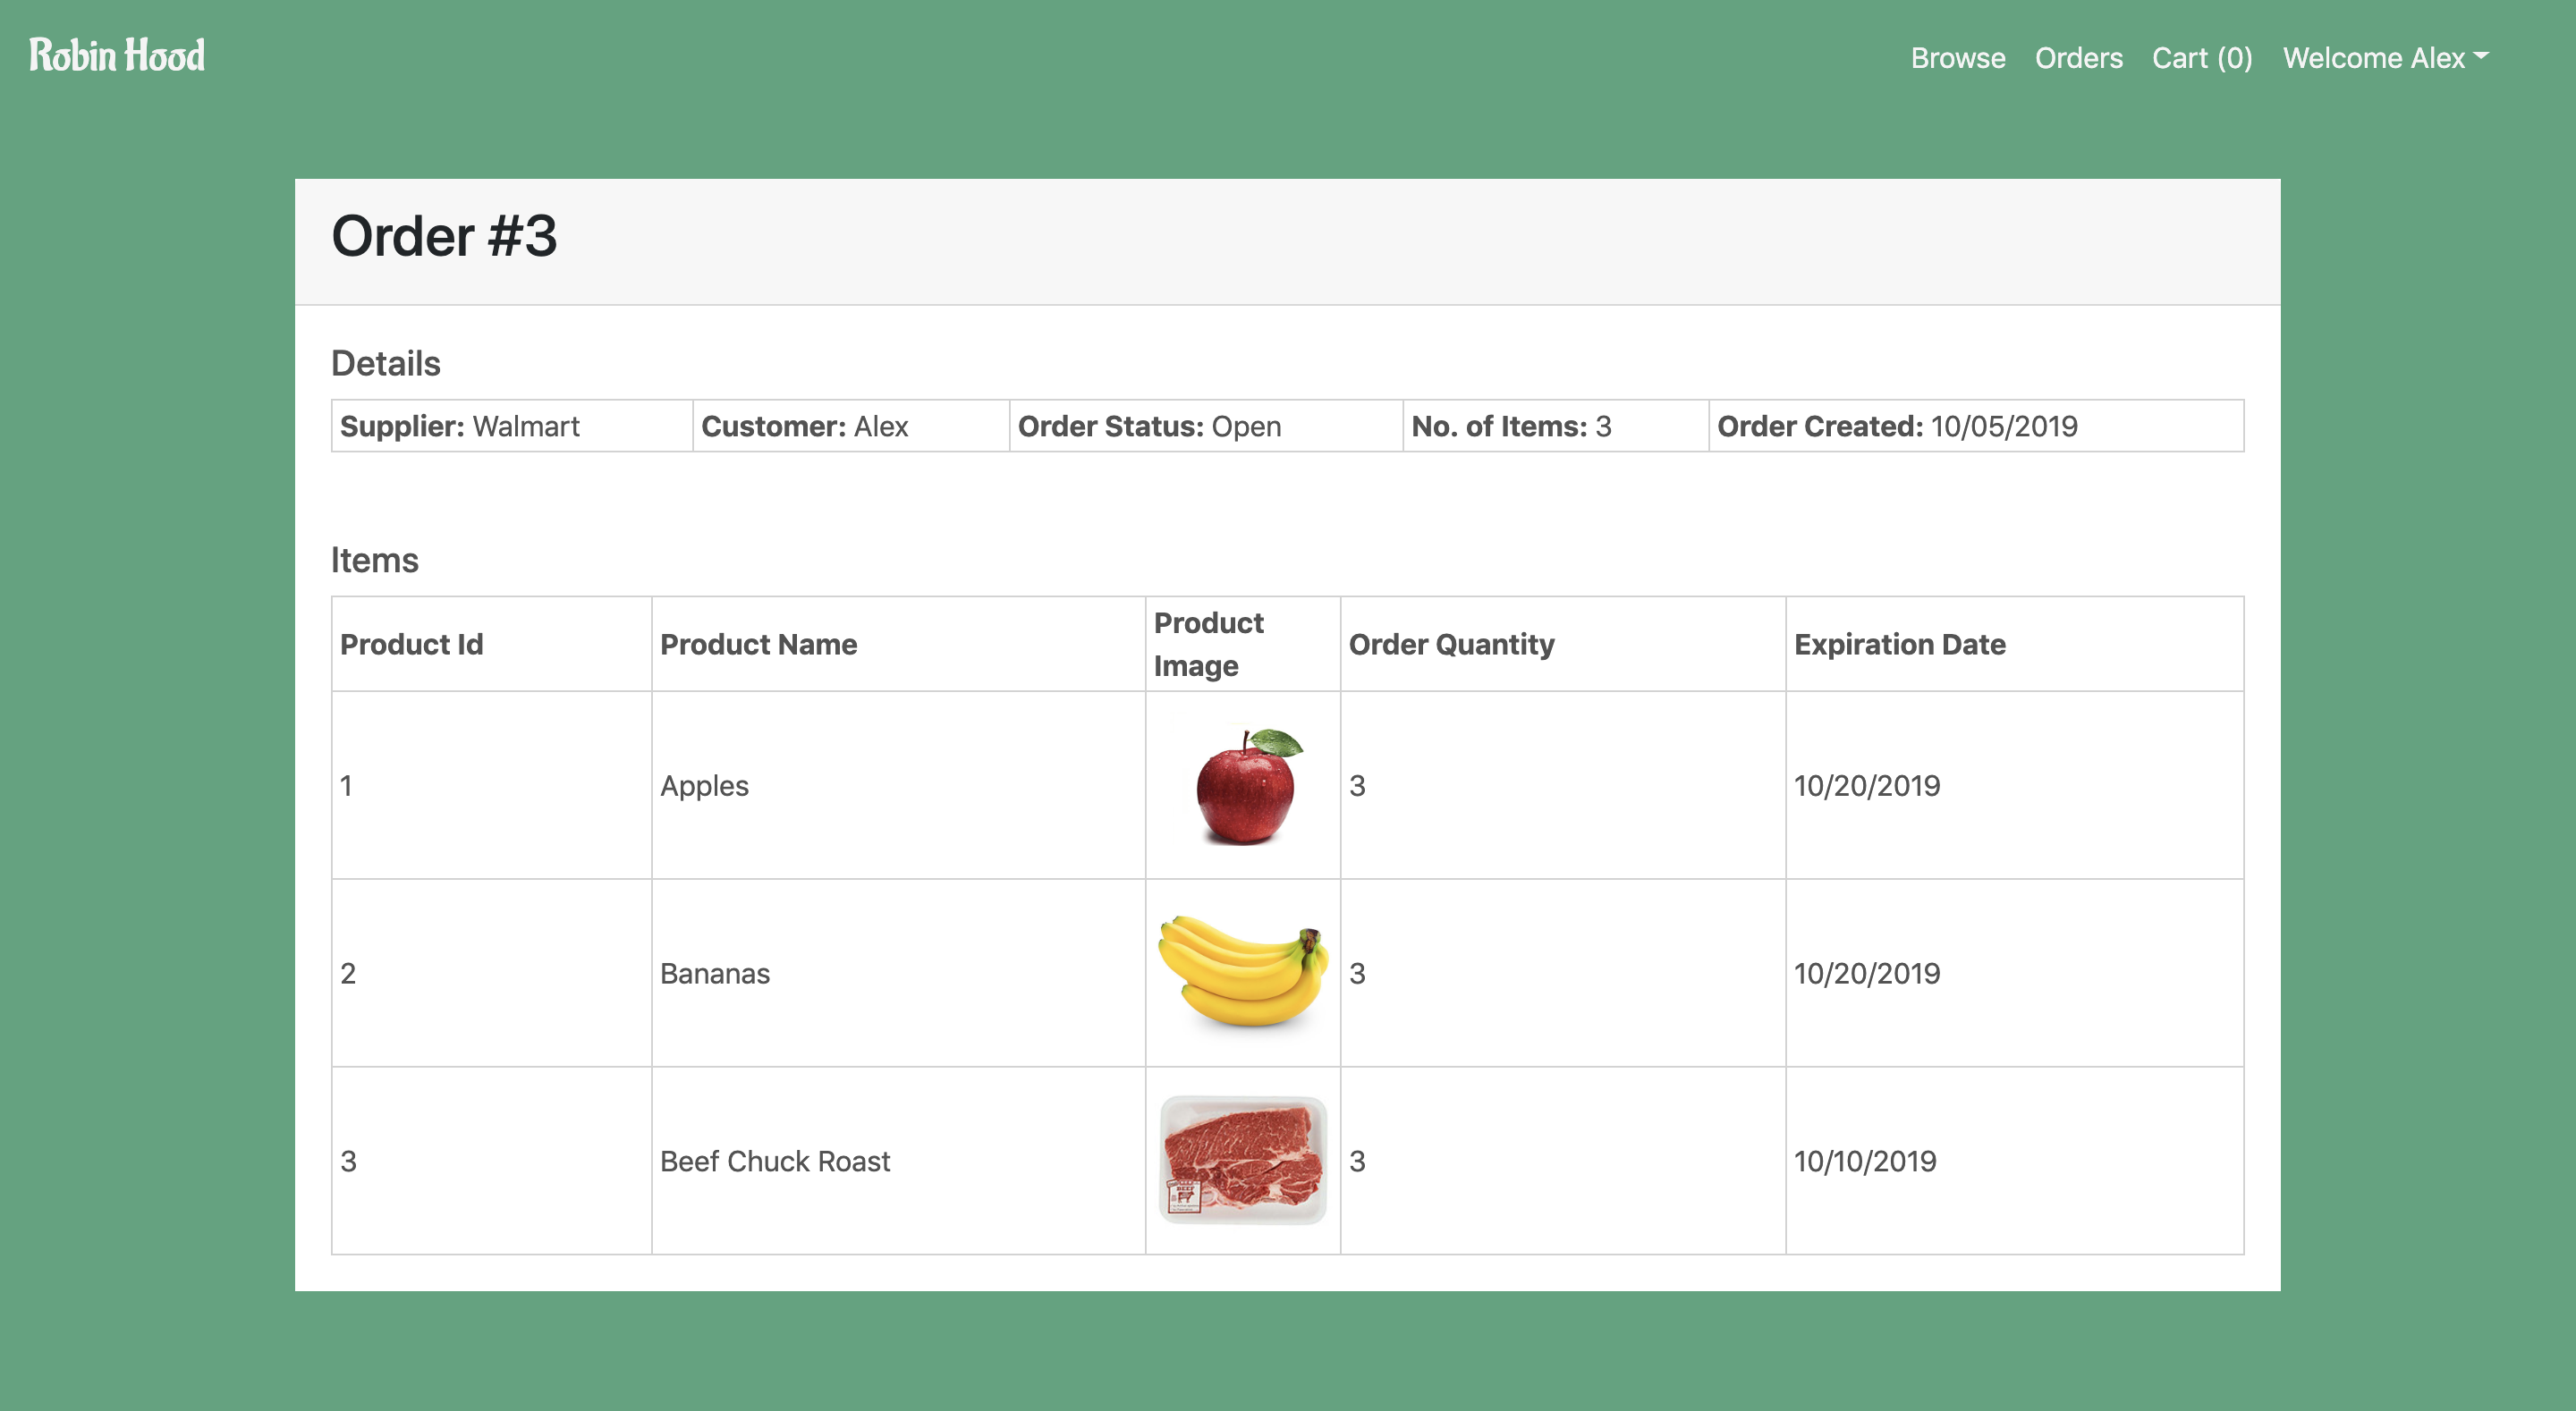 Robin Hood
Browse Orders Cart (0) Welcome Alex
Order #3
Details
Supplier: Walmart Customer: Alex Order Status: Open No. of Items: 3 Order Created: 10/05/2019
Items
Product Id Product Name Product Image Order Quantity Expiration Date
1 Apples 3 10/20/2019
2 Bananas 3 10/20/2019
3 Beef Chuck Roast 3 10/10/2019
BEEF